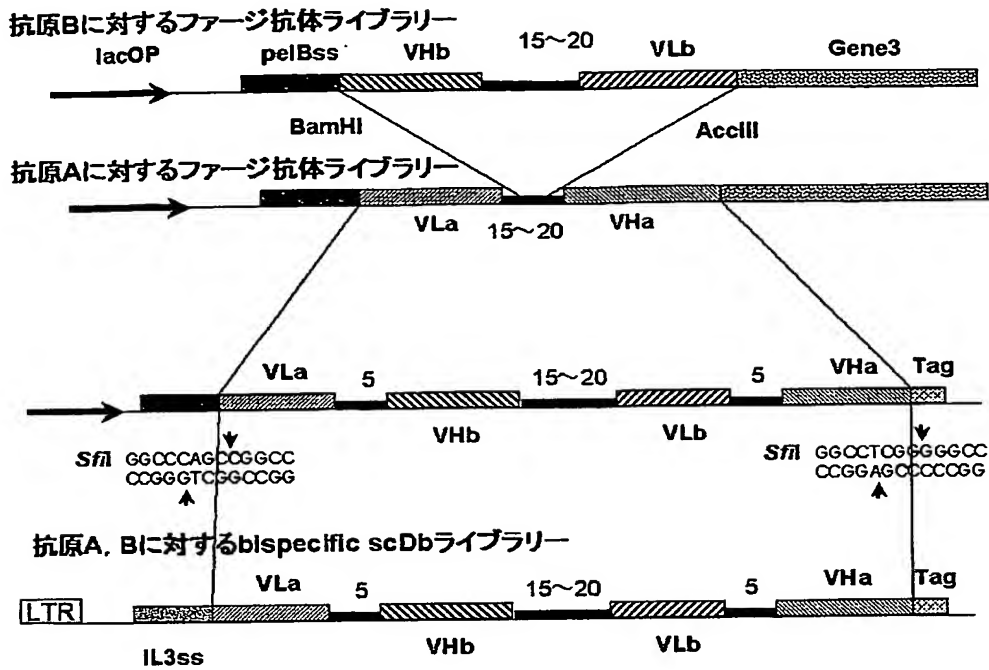 抗原Bに対するファージ抗体ライブラリー
lacOP pelBss VHb 15〜20 VLb Gene3
BamHI AccIII
抗原Aに対するファージ抗体ライブラリー
VLa 15〜20 VHa
VLa 5 15〜20 5 VHa Tag
VHb VLb
SfiI GGCCCAGCCGGCC SfiI GGCCTCGGGGGCC
CCGGGTCGGCCGG CCGGAGCCCCCGG
抗原A, Bに対するbispecific scDbライブラリー
VLa 5 15〜20 5 VHa Tag
LTR
IL3ss VHb VLb